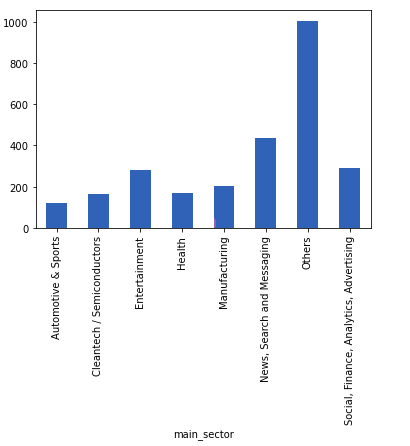 1000
800
600
400
200
0
Automotive & Sports
Cleantech / Semiconductors
Entertainment
Health
Manufacturing
News, Search and Messaging
Others
Social, Finance, Analytics, Advertising
main_sector